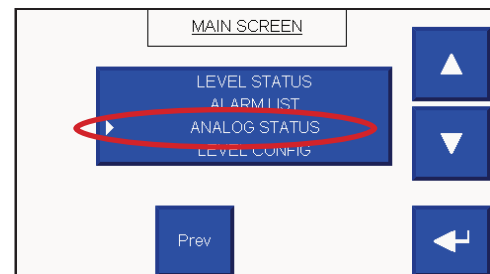 MAIN SCREEN
LEVEL STATUS
ALARM LIST
ANALOG STATUS
LEVEL CONFIG
Prev